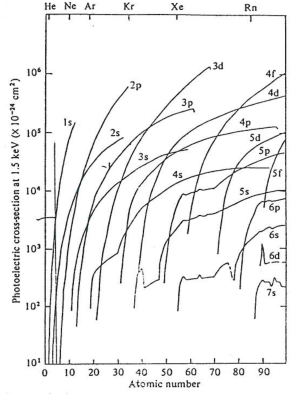 He Ne Ar Kr Xe Rn
Photoelectric cross-section at 1.5 keV (× 10⁻²⁴ cm²)
10⁶
10⁵
10⁴
10³
10²
10¹
1s
2s
2p
3s
3p
3d
4s
4p
4d
4f
5s
5p
5d
5f
6p
6s
6d
7s
0 10 20 30 40 50 60 70 80 90
Atomic number